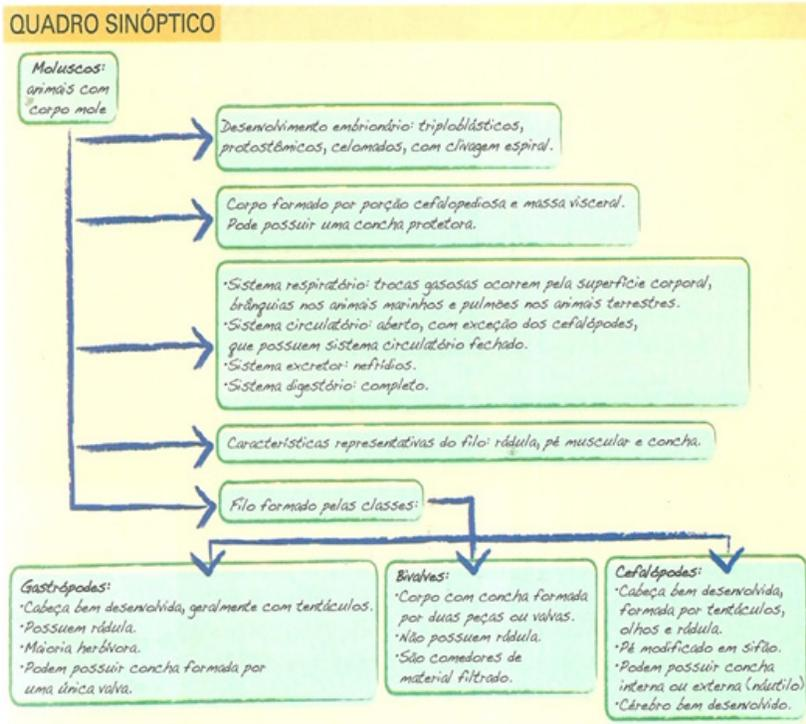 QUADRO SINÓPTICO
Moluscos:
animais com
corpo mole
Desenvolvimento embrionário: triploblásticos,
protostômicos, celomados, com clivagem espiral.
Corpo formado por porção cefalopediosa e massa visceral.
Pode possuir uma concha protetora.
•Sistema respiratório: trocas gasosas ocorrem pela superfície corporal,
brânquias nos animais marinhos e pulmões nos animais terrestres.
•Sistema circulatório: aberto, com exceção dos cefalópodes,
que possuem sistema circulatório fechado.
•Sistema excretor: nefrídios.
•Sistema digestório: completo.
Características representativas do filo: rádula, pé muscular e concha.
Filo formado pelas classes:
Gastrópodes:
•Cabeça bem desenvolvida, geralmente com tentáculos.
•Possuem rádula.
•Maioria herbívora.
•Podem possuir concha formada por
uma única valva.
Bivalves:
•Corpo com concha formada
por duas peças ou valvas.
•Não possuem rádula.
•São comedores de
material filtrado.
Cefalópodes:
•Cabeça bem desenvolvida,
formada por tentáculos,
olhos e rádula.
•Pé modificado em sifão.
•Podem possuir concha
interna ou externa (náutilo)
•Cérebro bem desenvolvido.